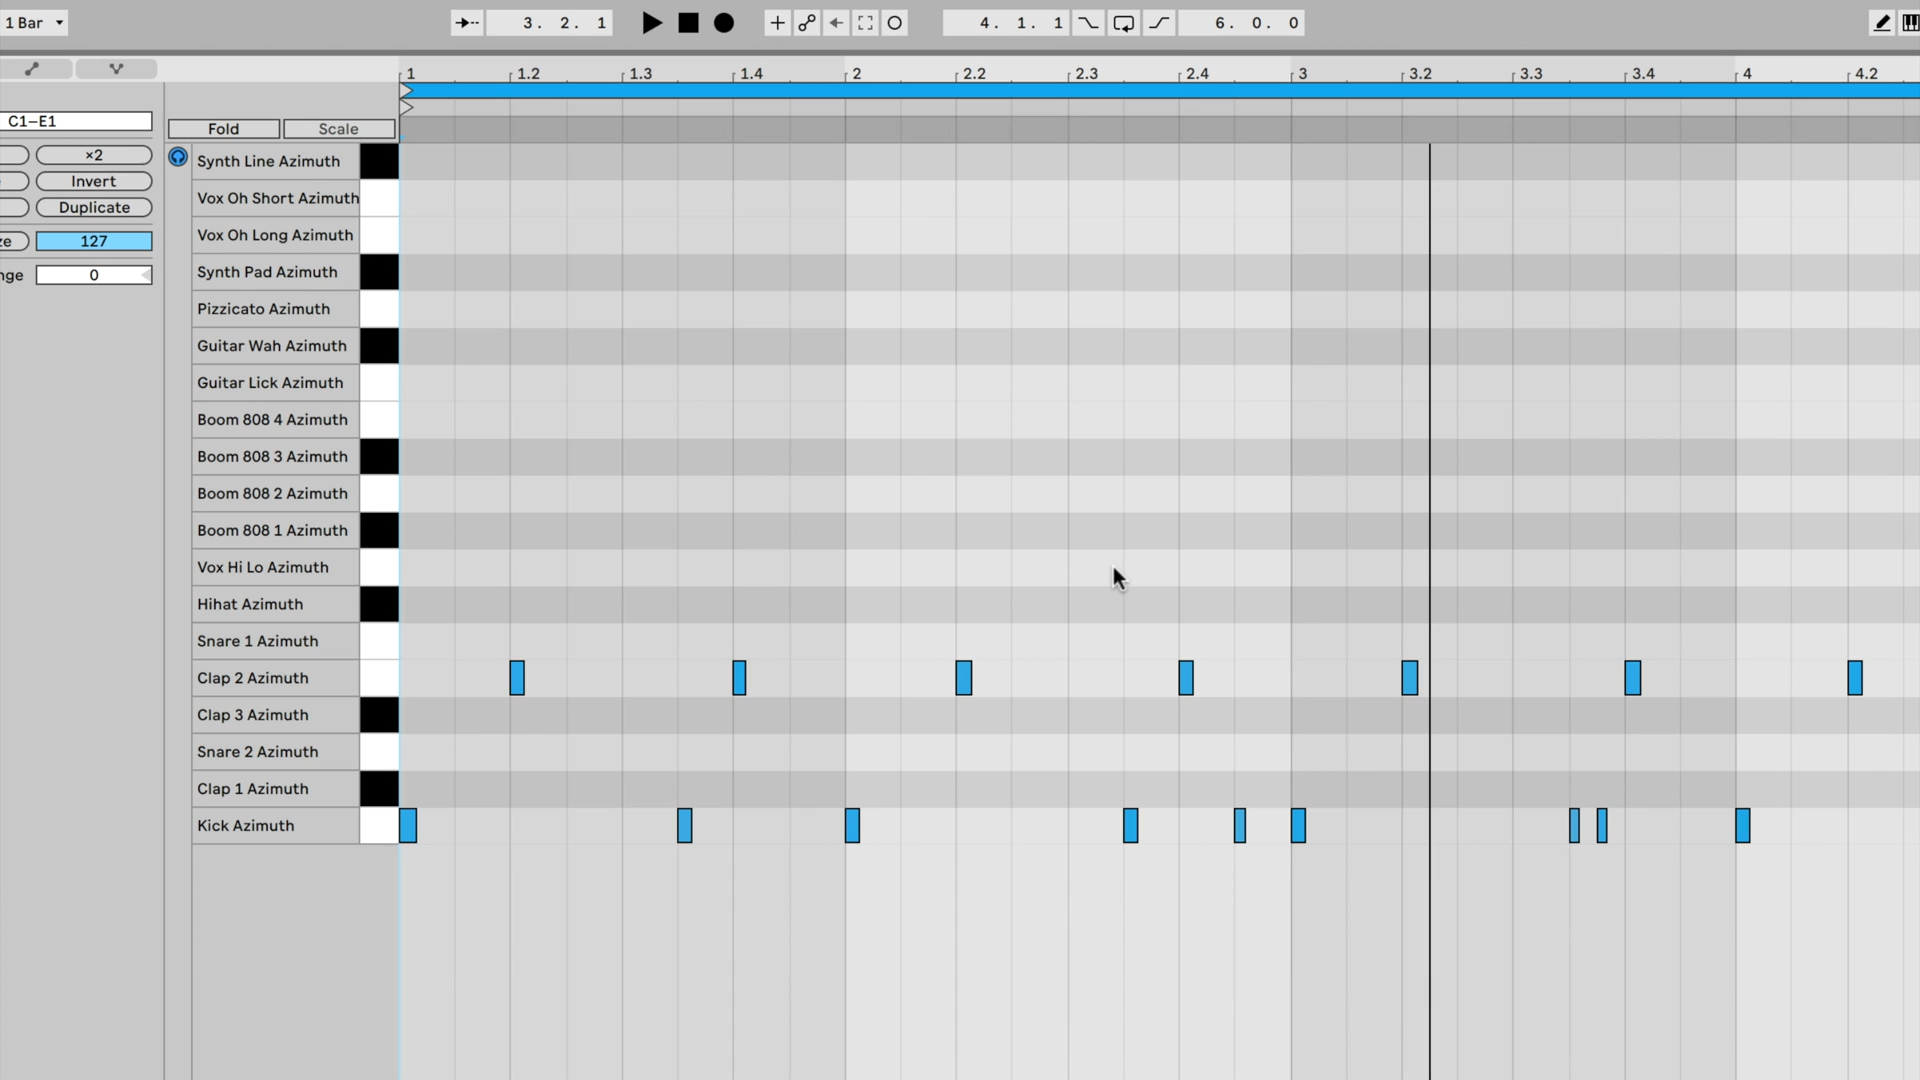 1 Bar
3. 2. 1
4. 1. 1
6. 0. 0
1 1.2 1.3 1.4 2 2.2 2.3 2.4 3 3.2 3.3 3.4 4 4.2
C1–E1
Fold Scale
×2
Invert
Duplicate
127
0
Synth Line Azimuth
Vox Oh Short Azimuth
Vox Oh Long Azimuth
Synth Pad Azimuth
Pizzicato Azimuth
Guitar Wah Azimuth
Guitar Lick Azimuth
Boom 808 4 Azimuth
Boom 808 3 Azimuth
Boom 808 2 Azimuth
Boom 808 1 Azimuth
Vox Hi Lo Azimuth
Hihat Azimuth
Snare 1 Azimuth
Clap 2 Azimuth
Clap 3 Azimuth
Snare 2 Azimuth
Clap 1 Azimuth
Kick Azimuth